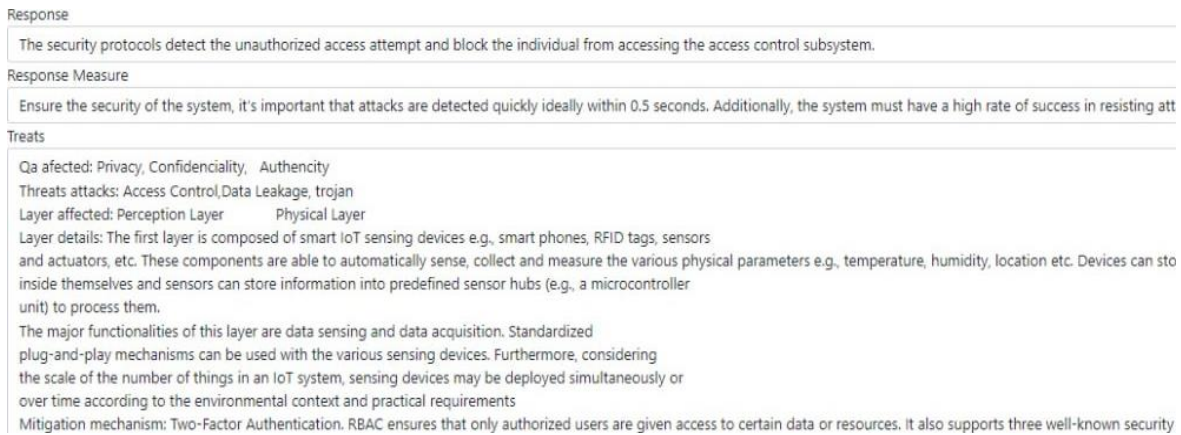 Response
The security protocols detect the unauthorized access attempt and block the individual from accessing the access control subsystem.
Response Measure
Ensure the security of the system, it's important that attacks are detected quickly ideally within 0.5 seconds. Additionally, the system must have a high rate of success in resisting att
Treats
Qa afected: Privacy, Confidenciality, Authencity
Threats attacks: Access Control,Data Leakage, trojan
Layer affected: Perception Layer Physical Layer
Layer details: The first layer is composed of smart IoT sensing devices e.g., smart phones, RFID tags, sensors
and actuators, etc. These components are able to automatically sense, collect and measure the various physical parameters e.g., temperature, humidity, location etc. Devices can sto
inside themselves and sensors can store information into predefined sensor hubs (e.g., a microcontroller
unit) to process them.
The major functionalities of this layer are data sensing and data acquisition. Standardized
plug-and-play mechanisms can be used with the various sensing devices. Furthermore, considering
the scale of the number of things in an IoT system, sensing devices may be deployed simultaneously or
over time according to the environmental context and practical requirements
Mitigation mechanism: Two-Factor Authentication. RBAC ensures that only authorized users are given access to certain data or resources. It also supports three well-known security